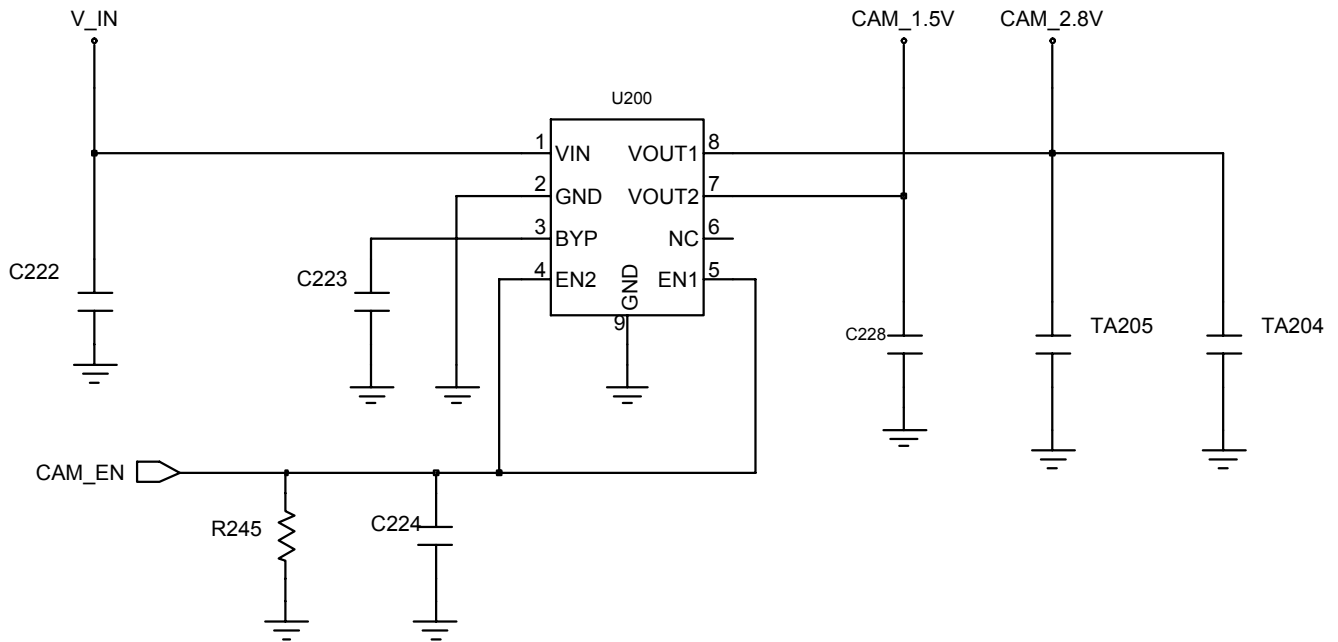 V_IN
CAM_1.5V
CAM_2.8V
U200
1
VIN
VOUT1
8
2
GND
VOUT2
7
3
BYP
NC
6
4
EN2
EN1
5
GND
9
C222
C223
C228
TA205
TA204
CAM_EN
R245
C224